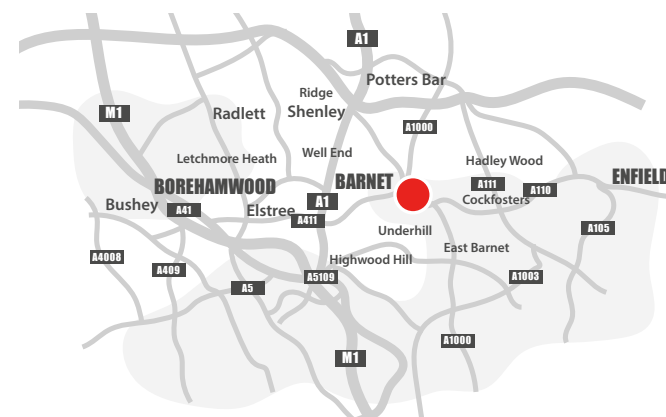 A1
Potters Bar
Ridge
M1
Radlett
Shenley
A1000
Letchmore Heath
Well End
Hadley Wood
BOREHAMWOOD
BARNET
A111
A110
ENFIELD
Bushey
A41
Elstree
A1
Cockfosters
A411
Underhill
A105
East Barnet
A4008
A409
Highwood Hill
A5109
A1003
A5
A1000
M1